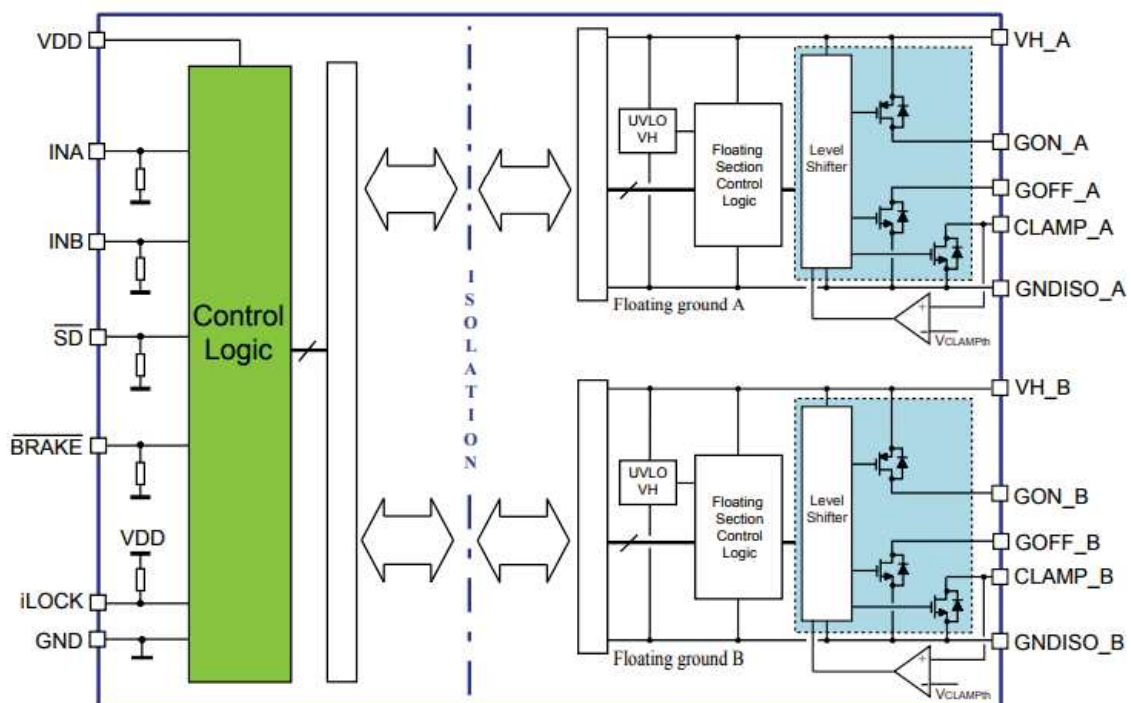 VDD
INA
INB
SD
BRAKE
VDD
iLOCK
GND
Control
Logic
ISOLATION
UVLO
VH
Floating
Section
Control
Logic
Level
Shifter
VH_A
GON_A
GOFF_A
CLAMP_A
GNDISO_A
Floating ground A
+
-
VCLAMPth
UVLO
VH
Floating
Section
Control
Logic
Level
Shifter
VH_B
GON_B
GOFF_B
CLAMP_B
GNDISO_B
Floating ground B
+
-
VCLAMPth